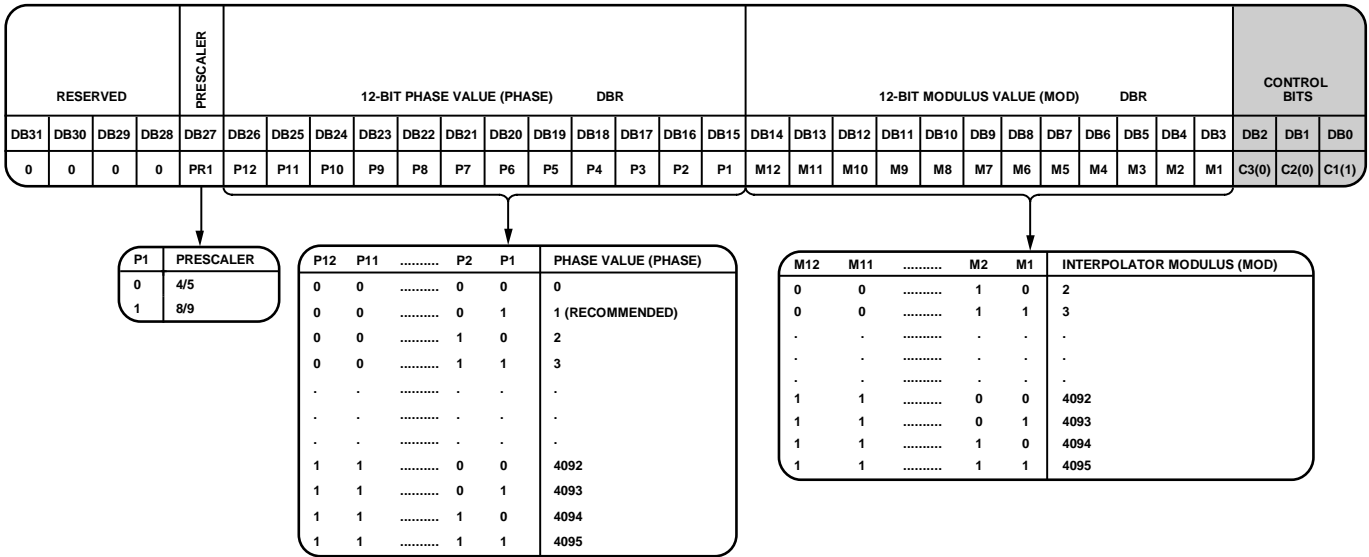 RESERVED PRESCALER 12-BIT PHASE VALUE (PHASE) DBR 12-BIT MODULUS VALUE (MOD) DBR CONTROL BITS
DB31 DB30 DB29 DB28 DB27 DB26 DB25 DB24 DB23 DB22 DB21 DB20 DB19 DB18 DB17 DB16 DB15 DB14 DB13 DB12 DB11 DB10 DB9 DB8 DB7 DB6 DB5 DB4 DB3 DB2 DB1 DB0
0 0 0 0 PR1 P12 P11 P10 P9 P8 P7 P6 P5 P4 P3 P2 P1 M12 M11 M10 M9 M8 M7 M6 M5 M4 M3 M2 M1 C3(0) C2(0) C1(1)
P1 PRESCALER
0 4/5
1 8/9
P12 P11 .......... P2 P1 PHASE VALUE (PHASE)
0 0 .......... 0 0 0
0 0 .......... 0 1 1 (RECOMMENDED)
0 0 .......... 1 0 2
0 0 .......... 1 1 3
. . .......... . . .
. . .......... . . .
. . .......... . . .
1 1 .......... 0 0 4092
1 1 .......... 0 1 4093
1 1 .......... 1 0 4094
1 1 .......... 1 1 4095
M12 M11 .......... M2 M1 INTERPOLATOR MODULUS (MOD)
0 0 .......... 1 0 2
0 0 .......... 1 1 3
. . .......... . . .
. . .......... . . .
. . .......... . . .
1 1 .......... 0 0 4092
1 1 .......... 0 1 4093
1 1 .......... 1 0 4094
1 1 .......... 1 1 4095